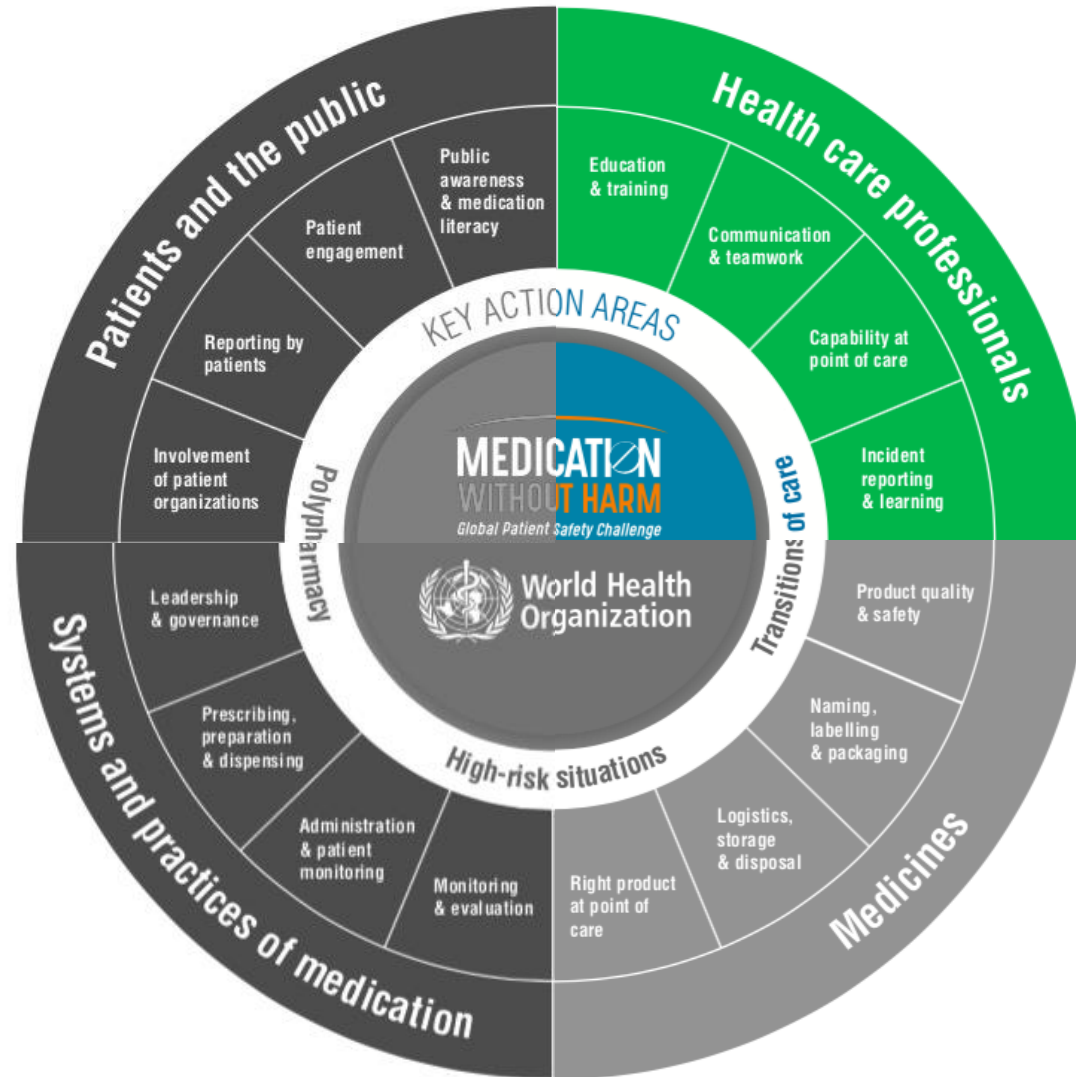 Patients and the public
Public
awareness
& medication
literacy
Patient
engagement
Reporting by
patients
Involvement
of patient
organizations
Health care professionals
Education
& training
Communication
& teamwork
Capability at
point of care
Incident
reporting
& learning
Medicines
Product quality
& safety
Naming,
labelling
& packaging
Logistics,
storage
& disposal
Right product
at point of
care
Systems and practices of medication
Leadership
& governance
Prescribing,
preparation
& dispensing
Administration
& patient
monitoring
Monitoring
& evaluation
KEY ACTION AREAS
Transitions of care
High-risk situations
Polypharmacy
MEDICATION
WITHOUT HARM
Global Patient Safety Challenge
World Health
Organization